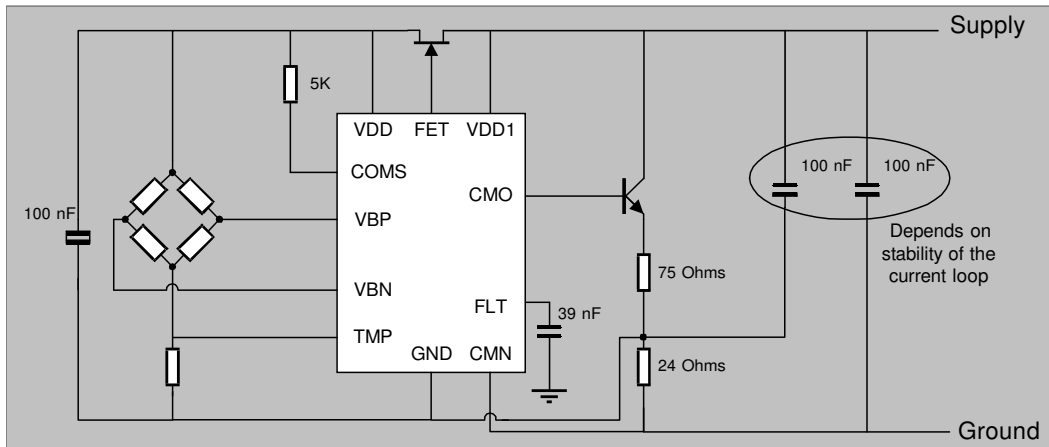 Supply
5K
VDD FET VDD1
COMS
CMO
100 nF 100 nF
100 nF
VBP
Depends on
stability of the
current loop
75 Ohms
VBN
FLT
39 nF
TMP
GND CMN
24 Ohms
Ground